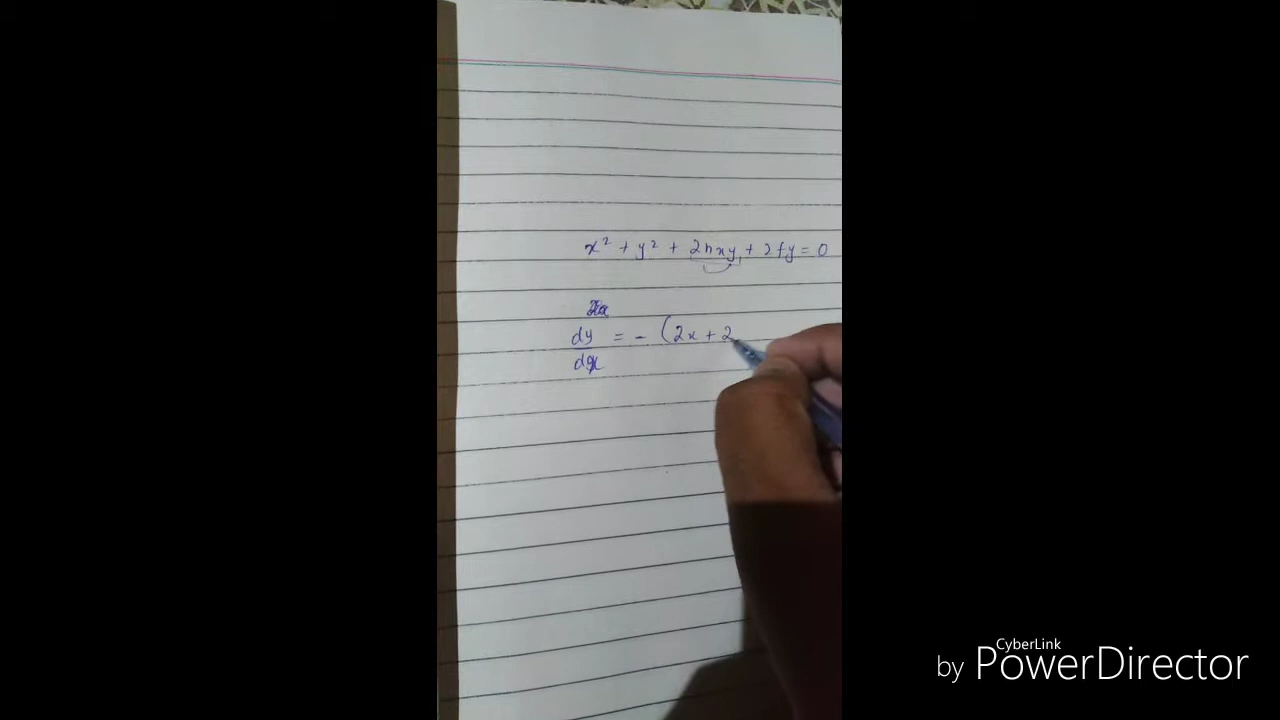 x² + y² + 2hxy + 2fy = 0
dy/dx = - (2x + 2
CyberLink
by PowerDirector